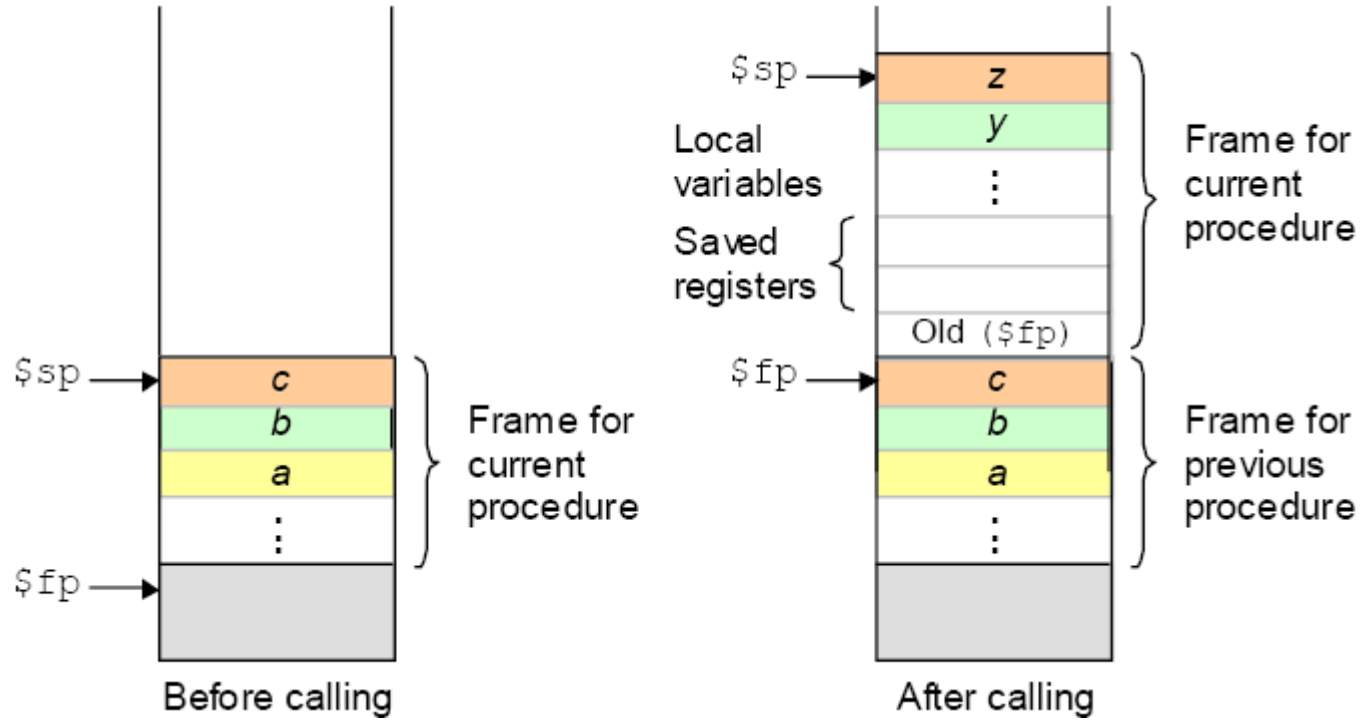 $sp
c
b
a
⋮
$fp
Frame for
current
procedure
Before calling
$sp
z
y
⋮
Local
variables
Saved
registers
Old ($fp)
$fp
c
b
a
⋮
Frame for
current
procedure
Frame for
previous
procedure
After calling